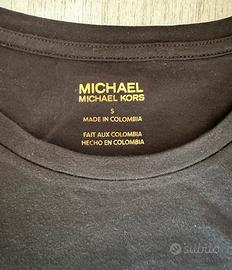 MICHAEL
MICHAEL KORS
S
MADE IN COLOMBIA
FAIT AUX COLOMBIA
HECHO EN COLOMBIA
subito